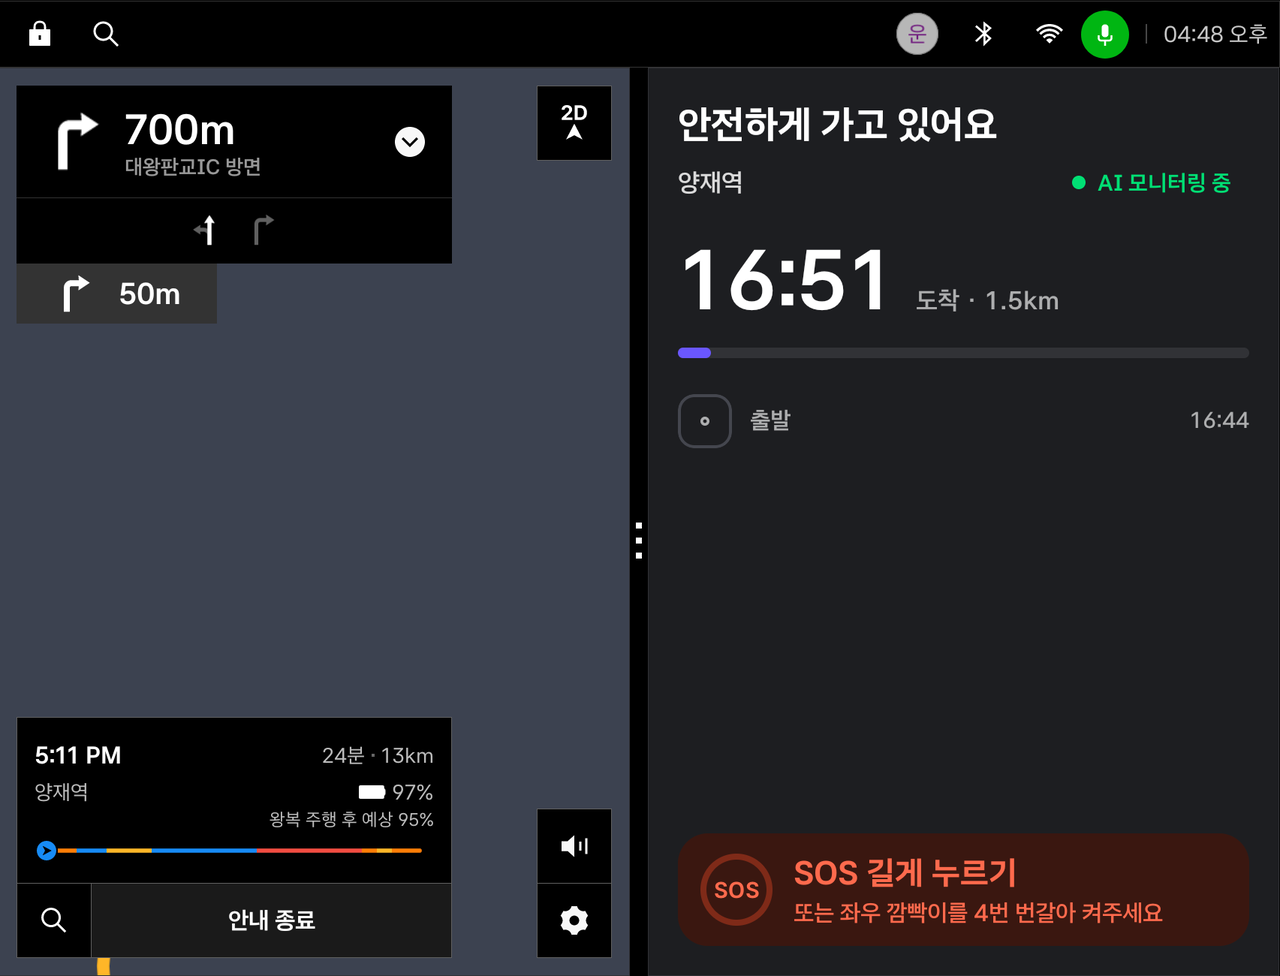 운
04:48 오후
700m
대왕판교IC 방면
50m
2D
5:11 PM
24분 · 13km
양재역
97%
왕복 주행 후 예상 95%
안내 종료
안전하게 가고 있어요
양재역
AI 모니터링 중
16:51 도착 · 1.5km
출발
16:44
SOS
SOS 길게 누르기
또는 좌우 깜빡이를 4번 번갈아 켜주세요